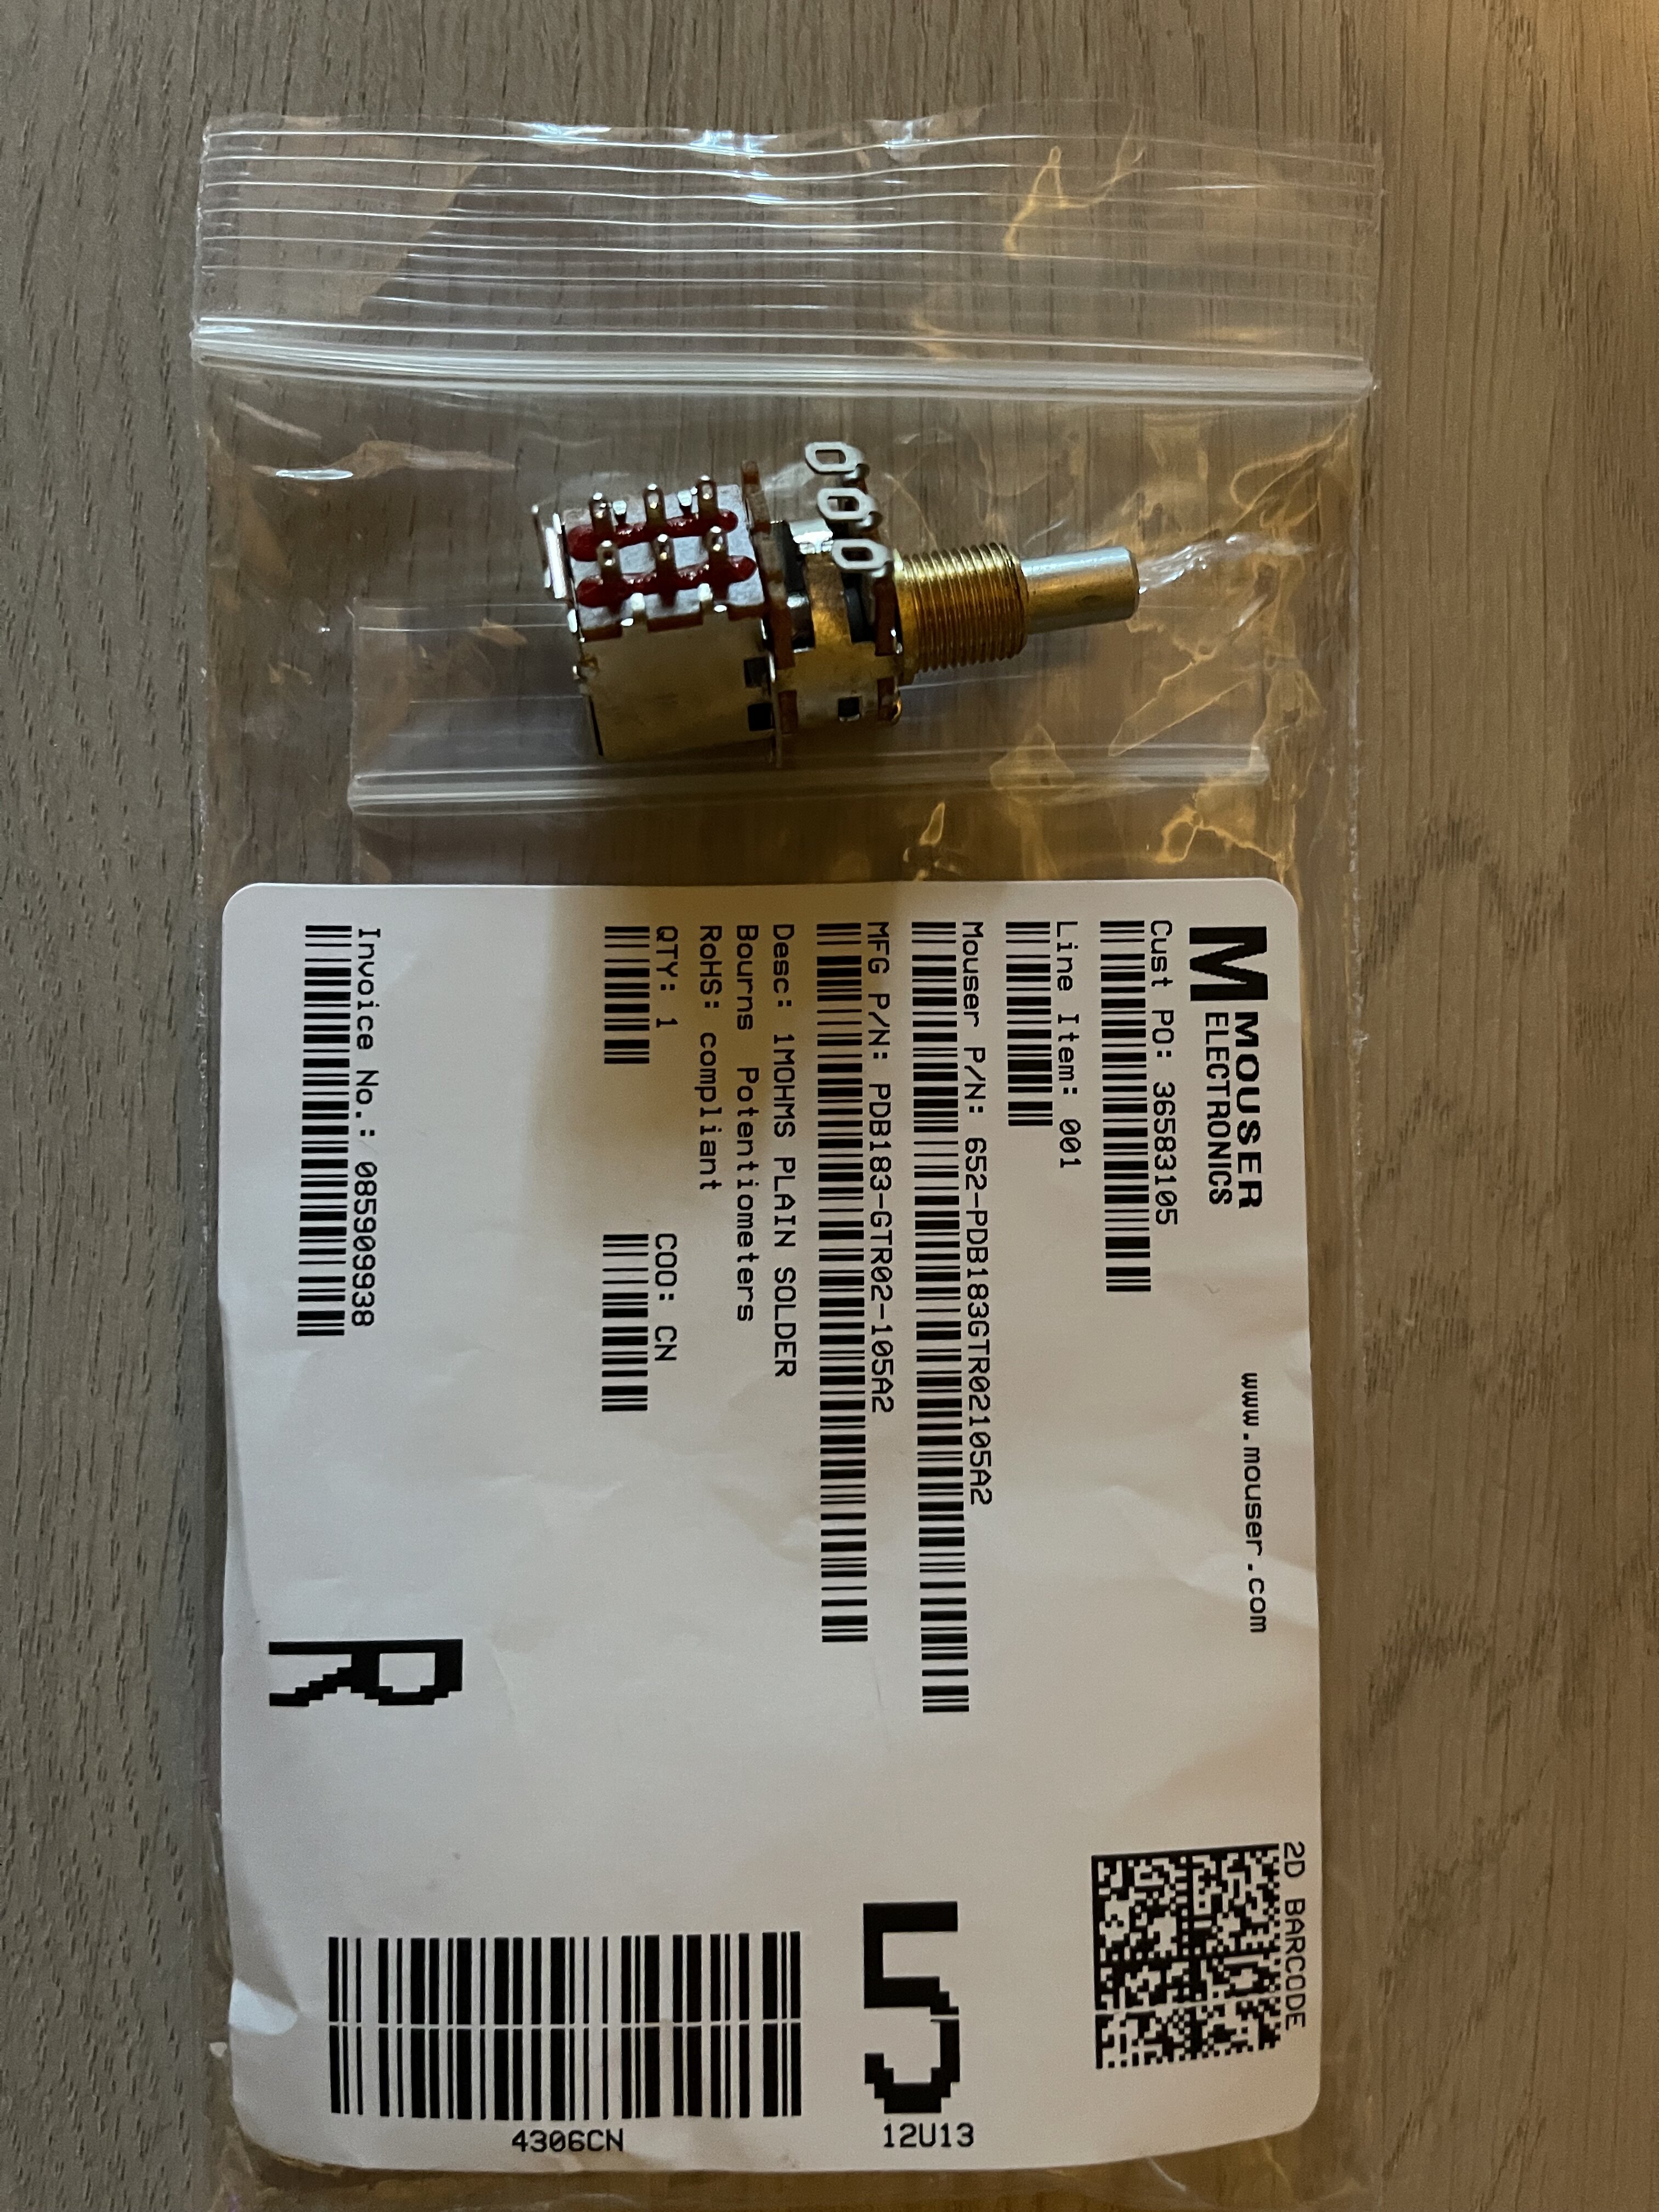 MOUSER
ELECTRONICS
www.mouser.com
2D BARCODE
Cust PO: 36583105
Line Item: 001
Mouser P/N: 652-PDB183GTR02105A2
MFG P/N: PDB183-GTR02-105A2
Desc: 1MOHMS PLAIN SOLDER
Bourns Potentiometers
RoHS: compliant
QTY: 1 COO: CN
Invoice No.: 085909938
R
5
12U13
4306CN